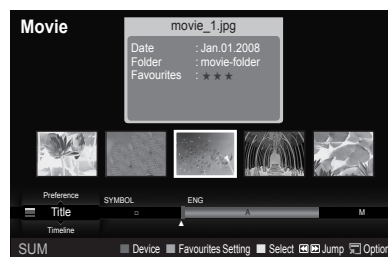 Movie
movie_1.jpg
Date : Jan.01.2008
Folder : movie-folder
Favourites : ★ ★ ★
Preference
SYMBOL ENG
Title A M
Timeline
SUM Device Favourites Setting Select Jump Option